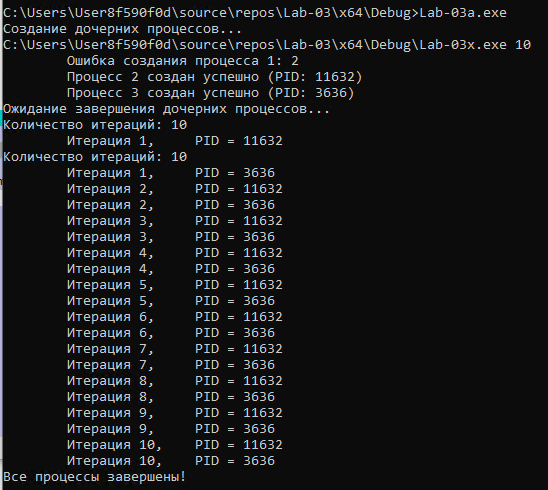 C:\Users\User8f590f0d\source\repos\Lab-03\x64\Debug>Lab-03a.exe
Создание дочерних процессов...
C:\Users\User8f590f0d\source\repos\Lab-03\x64\Debug\Lab-03x.exe 10
        Ошибка создания процесса 1: 2
        Процесс 2 создан успешно (PID: 11632)
        Процесс 3 создан успешно (PID: 3636)
Ожидание завершения дочерних процессов...
Количество итераций: 10
        Итерация 1,     PID = 11632
Количество итераций: 10
        Итерация 1,     PID = 3636
        Итерация 2,     PID = 11632
        Итерация 2,     PID = 3636
        Итерация 3,     PID = 11632
        Итерация 3,     PID = 3636
        Итерация 4,     PID = 11632
        Итерация 4,     PID = 3636
        Итерация 5,     PID = 11632
        Итерация 5,     PID = 3636
        Итерация 6,     PID = 11632
        Итерация 6,     PID = 3636
        Итерация 7,     PID = 11632
        Итерация 7,     PID = 3636
        Итерация 8,     PID = 11632
        Итерация 8,     PID = 3636
        Итерация 9,     PID = 11632
        Итерация 9,     PID = 3636
        Итерация 10,    PID = 11632
        Итерация 10,    PID = 3636
Все процессы завершены!